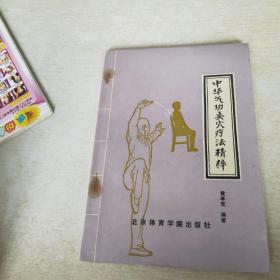 中华气功美穴疗法精粹
黄孝宽 编著
北京体育学院出版社